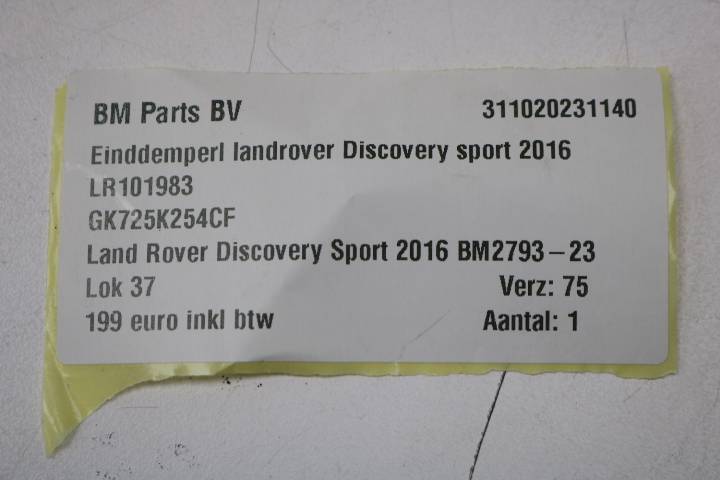 BM Parts BV 311020231140
Einddemperl landrover Discovery sport 2016
LR101983
GK725K254CF
Land Rover Discovery Sport 2016 BM2793-23
Lok 37 Verz: 75
199 euro inkl btw Aantal: 1